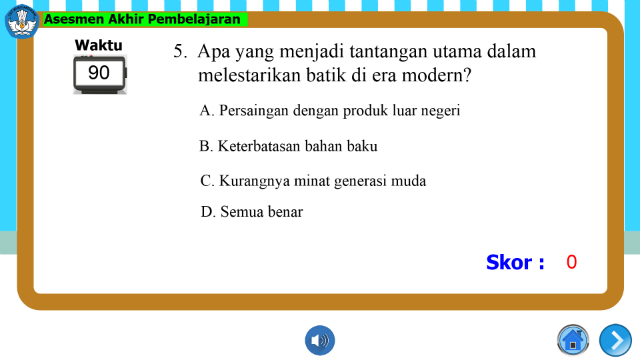 Asesmen Akhir Pembelajaran
Waktu
90
5. Apa yang menjadi tantangan utama dalam
melestarikan batik di era modern?
A. Persaingan dengan produk luar negeri
B. Keterbatasan bahan baku
C. Kurangnya minat generasi muda
D. Semua benar
Skor : 0